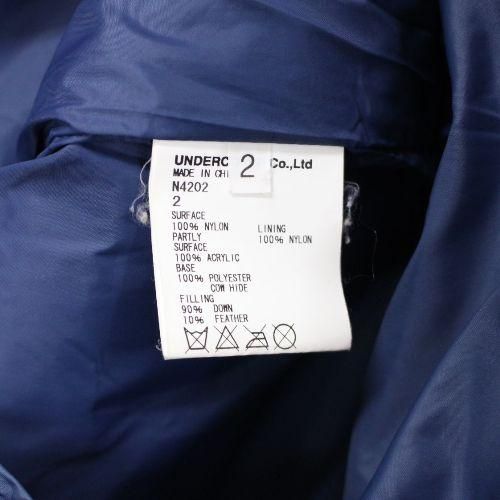 UNDERC 2 Co.,Ltd
MADE IN CHI
N4202
2
SURFACE
100% NYLON
PARTLY
SURFACE
100% ACRYLIC
BASE
100% POLYESTER
COW HIDE
FILLING
90% DOWN
10% FEATHER
LINING
100% NYLON